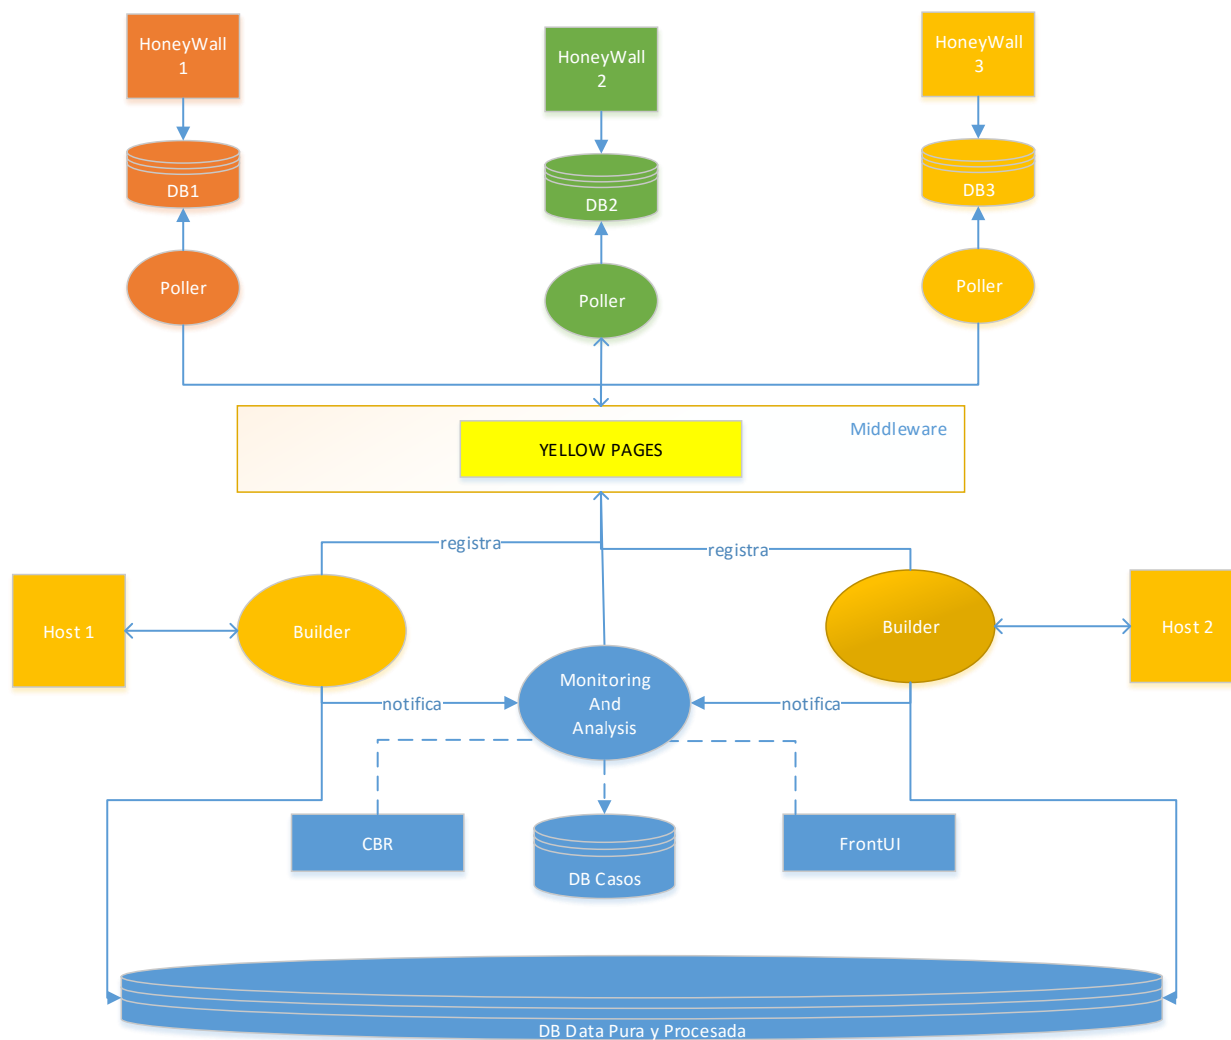 HoneyWall
1
HoneyWall
2
HoneyWall
3
DB1
DB2
DB3
Poller
Poller
Poller
Middleware
YELLOW PAGES
registra
registra
Host 1
Builder
Builder
Host 2
Monitoring
And
Analysis
notifica
notifica
CBR
FrontUI
DB Casos
DB Data Pura y Procesada